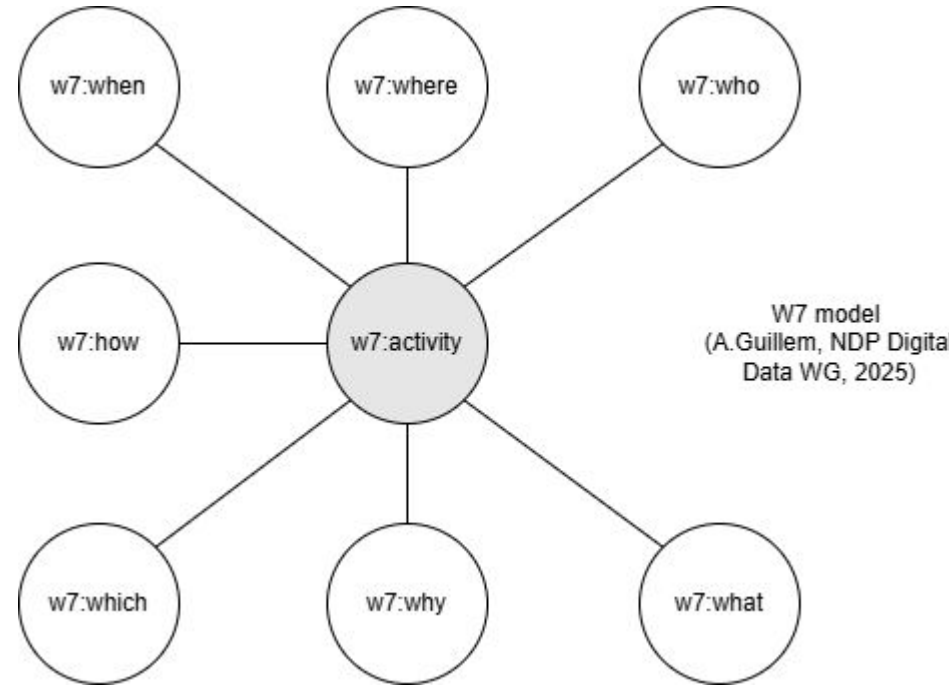 w7:when
w7:where
w7:who
w7:how
w7:activity
W7 model
(A.Guillem, NDP Digital
Data WG, 2025)
w7:which
w7:why
w7:what